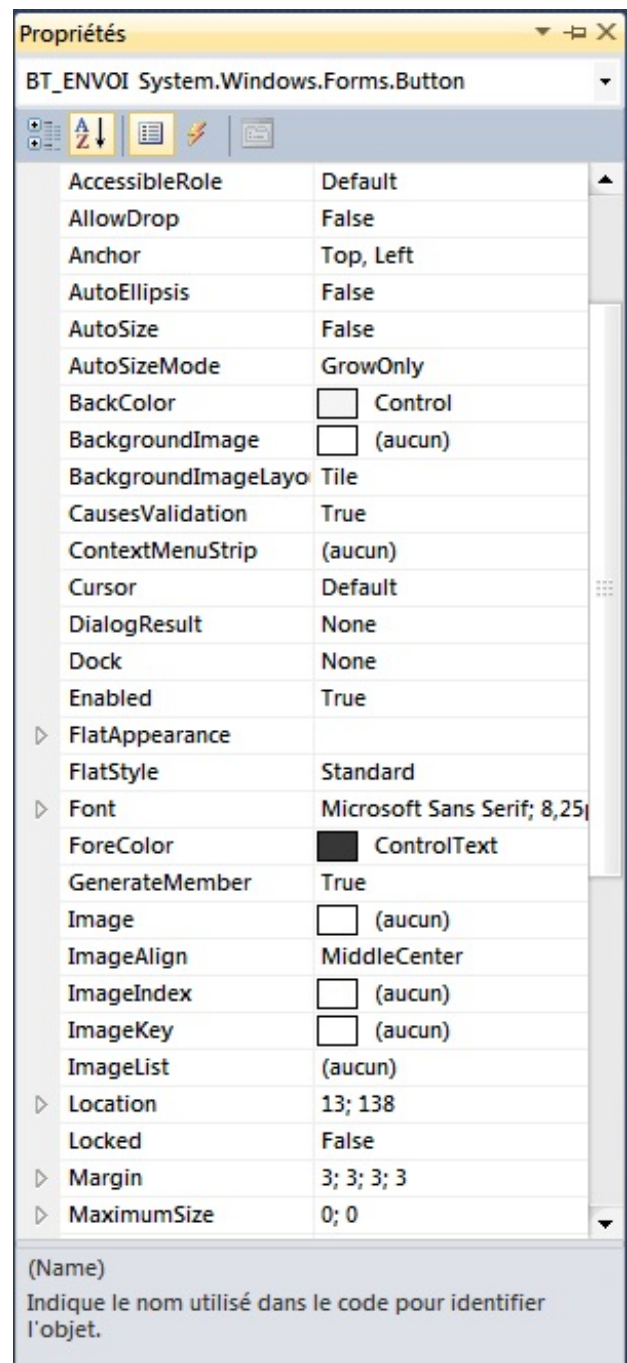 Propriétés
BT_ENVOI System.Windows.Forms.Button
AccessibleRole Default
AllowDrop False
Anchor Top, Left
AutoEllipsis False
AutoSize False
AutoSizeMode GrowOnly
BackColor Control
BackgroundImage (aucun)
BackgroundImageLayo Tile
CausesValidation True
ContextMenuStrip (aucun)
Cursor Default
DialogResult None
Dock None
Enabled True
FlatAppearance
FlatStyle Standard
Font Microsoft Sans Serif; 8,25p
ForeColor ControlText
GenerateMember True
Image (aucun)
ImageAlign MiddleCenter
ImageIndex (aucun)
ImageKey (aucun)
ImageList (aucun)
Location 13; 138
Locked False
Margin 3; 3; 3; 3
MaximumSize 0; 0
(Name)
Indique le nom utilisé dans le code pour identifier
l'objet.